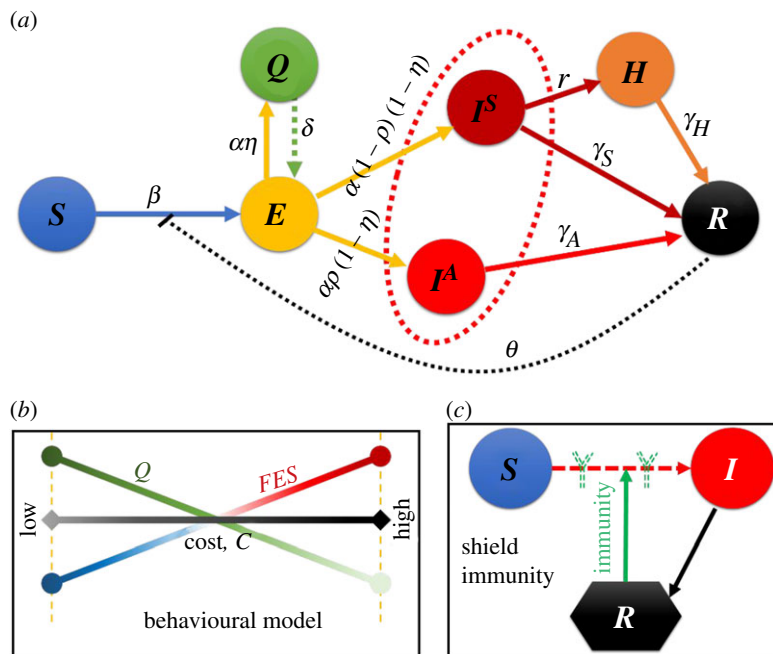 (a)
Q
α (1 – ρ) (1 – η)
I^S
r
H
αη
δ
γ_H
γ_S
S
β
E
R
αρ (1 – η)
I^A
γ_A
θ
(b)
Q
FES
low
high
cost, C
behavioural model
(c)
S
I
immunity
shield
immunity
R